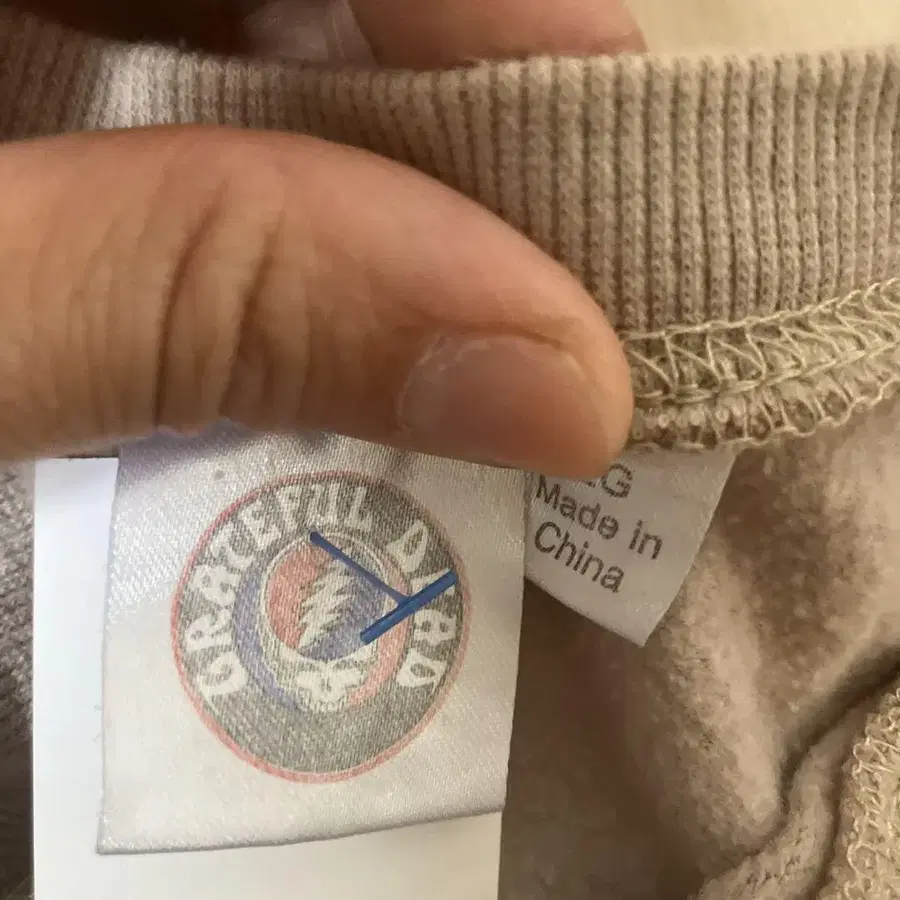 GRATEFUL DEAD
G
Made in
China